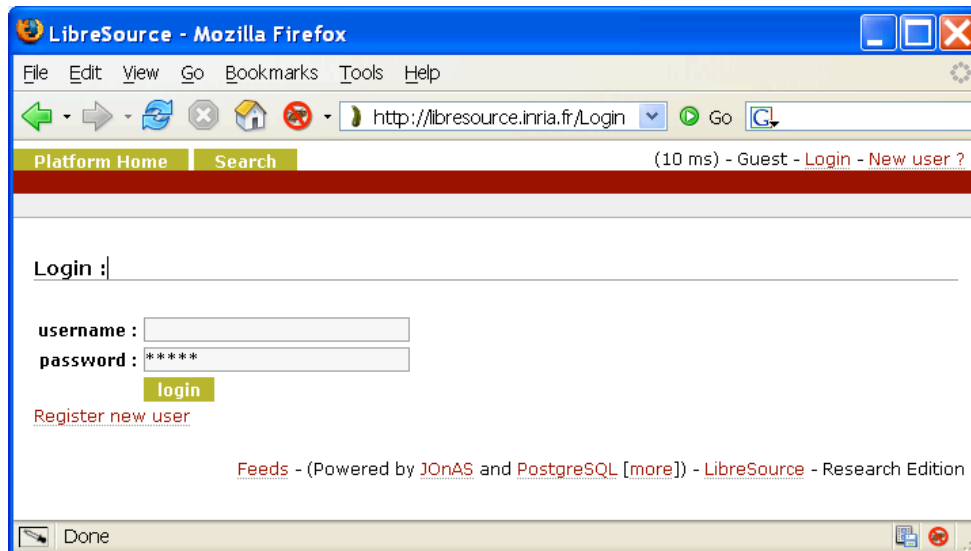 LibreSource - Mozilla Firefox
File Edit View Go Bookmarks Tools Help
http://libresource.inria.fr/Login Go G
Platform Home Search (10 ms) - Guest - Login - New user ?
Login :
username :
password : *****
login
Register new user
Feeds - (Powered by JOnAS and PostgreSQL [more]) - LibreSource - Research Edition
Done